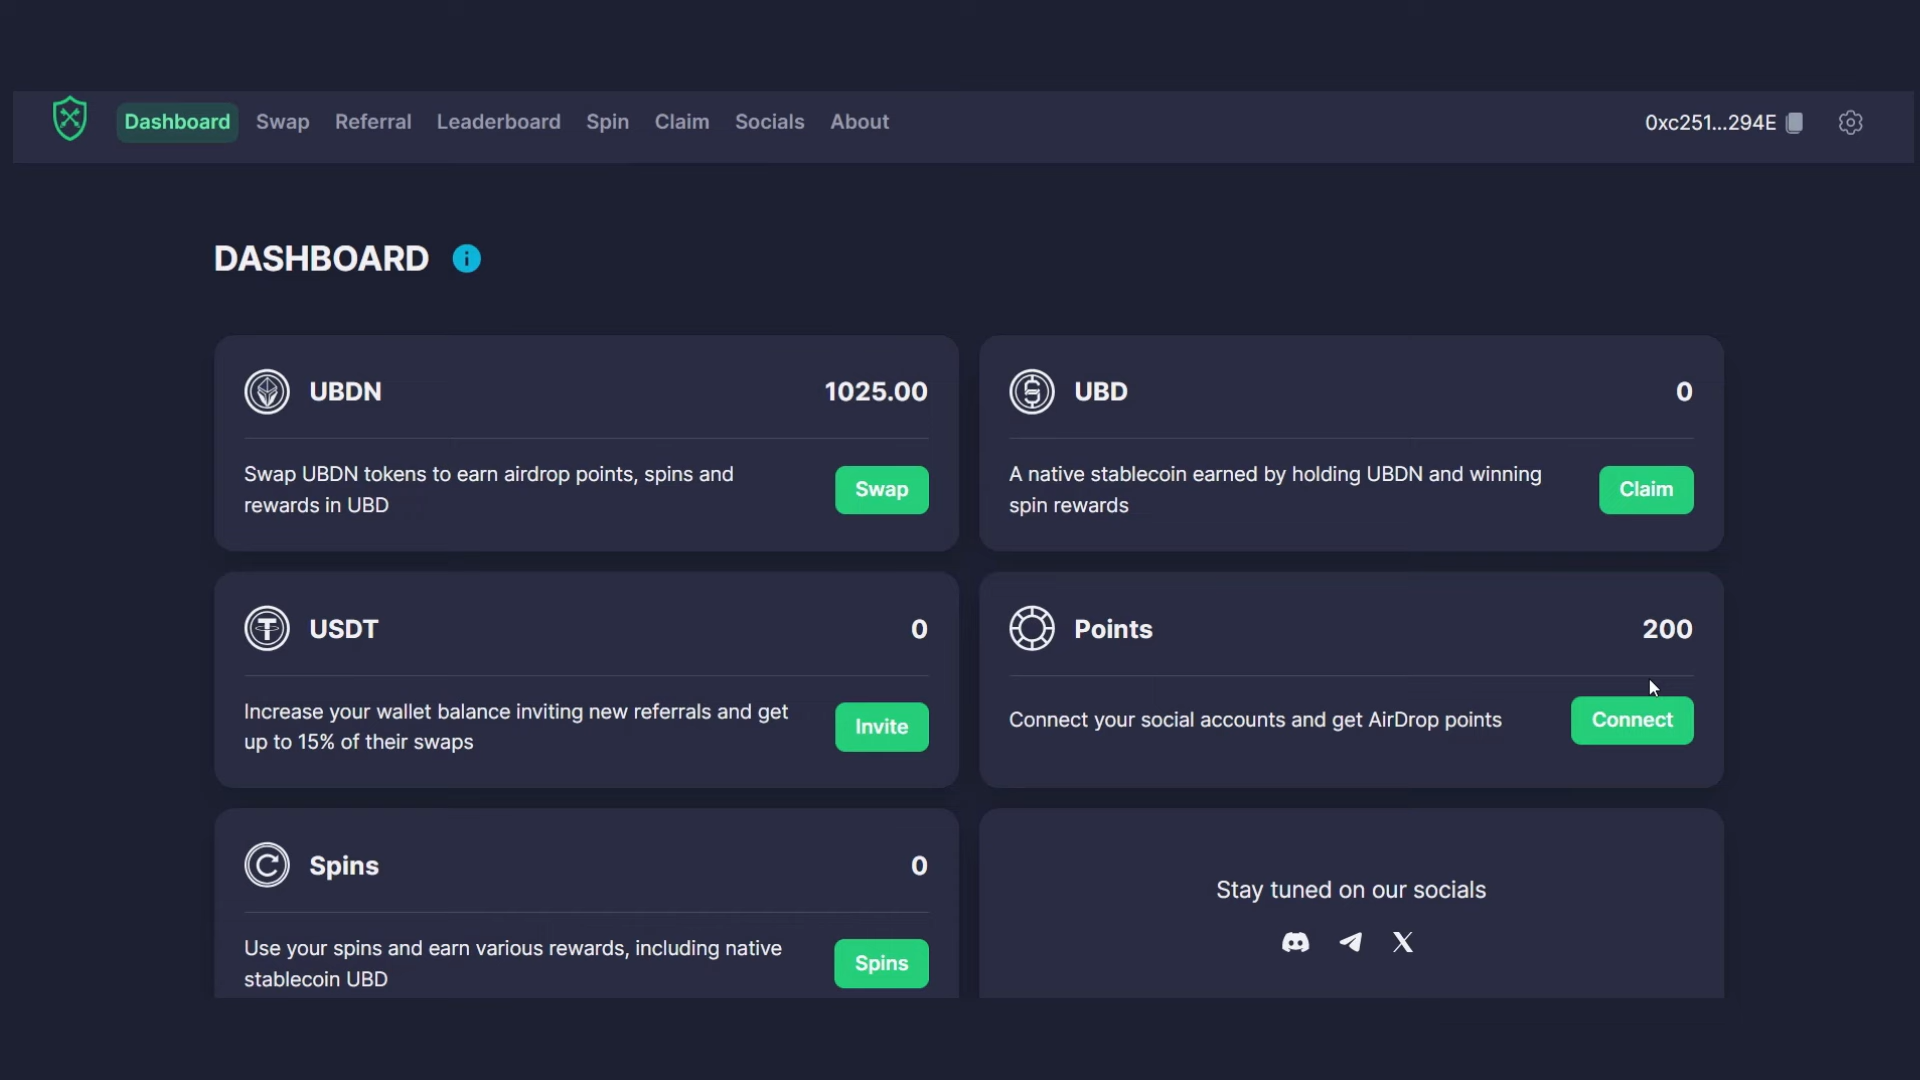 Dashboard Swap Referral Leaderboard Spin Claim Socials About 0xc251...294E
DASHBOARD
UBDN 1025.00
Swap UBDN tokens to earn airdrop points, spins and
rewards in UBD
Swap
UBD 0
A native stablecoin earned by holding UBDN and winning
spin rewards
Claim
USDT 0
Increase your wallet balance inviting new referrals and get
up to 15% of their swaps
Invite
Points 200
Connect your social accounts and get AirDrop points
Connect
Spins 0
Use your spins and earn various rewards, including native
stablecoin UBD
Spins
Stay tuned on our socials